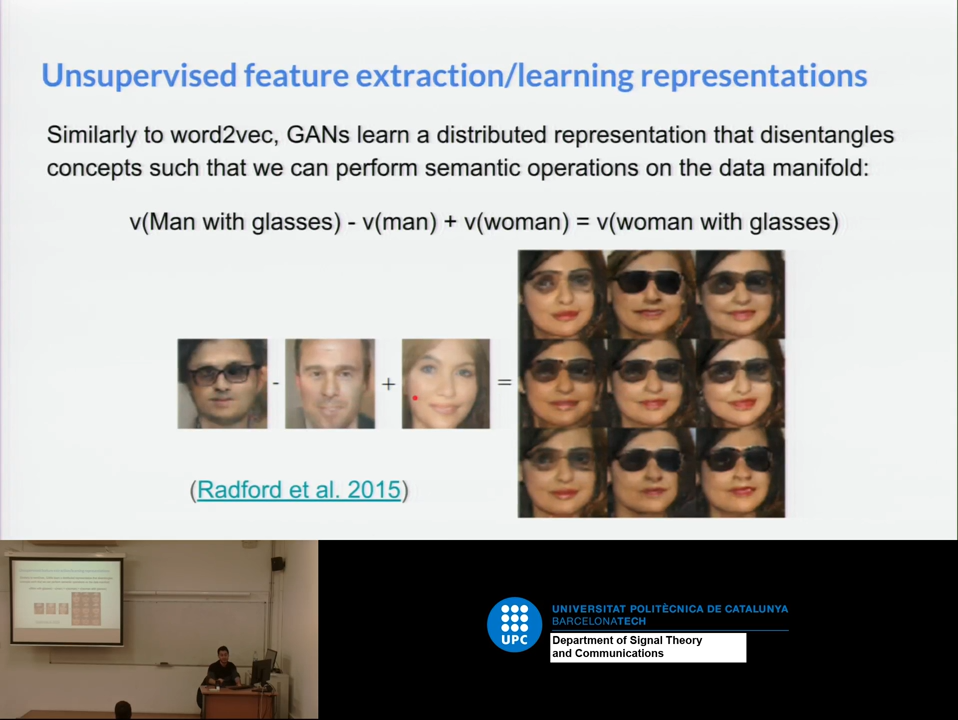 Unsupervised feature extraction/learning representations
Similarly to word2vec, GANs learn a distributed representation that disentangles
concepts such that we can perform semantic operations on the data manifold:
v(Man with glasses) - v(man) + v(woman) = v(woman with glasses)
- + =
(Radford et al. 2015)
UPC
UNIVERSITAT POLITÈCNICA DE CATALUNYA
BARCELONATECH
Department of Signal Theory
and Communications